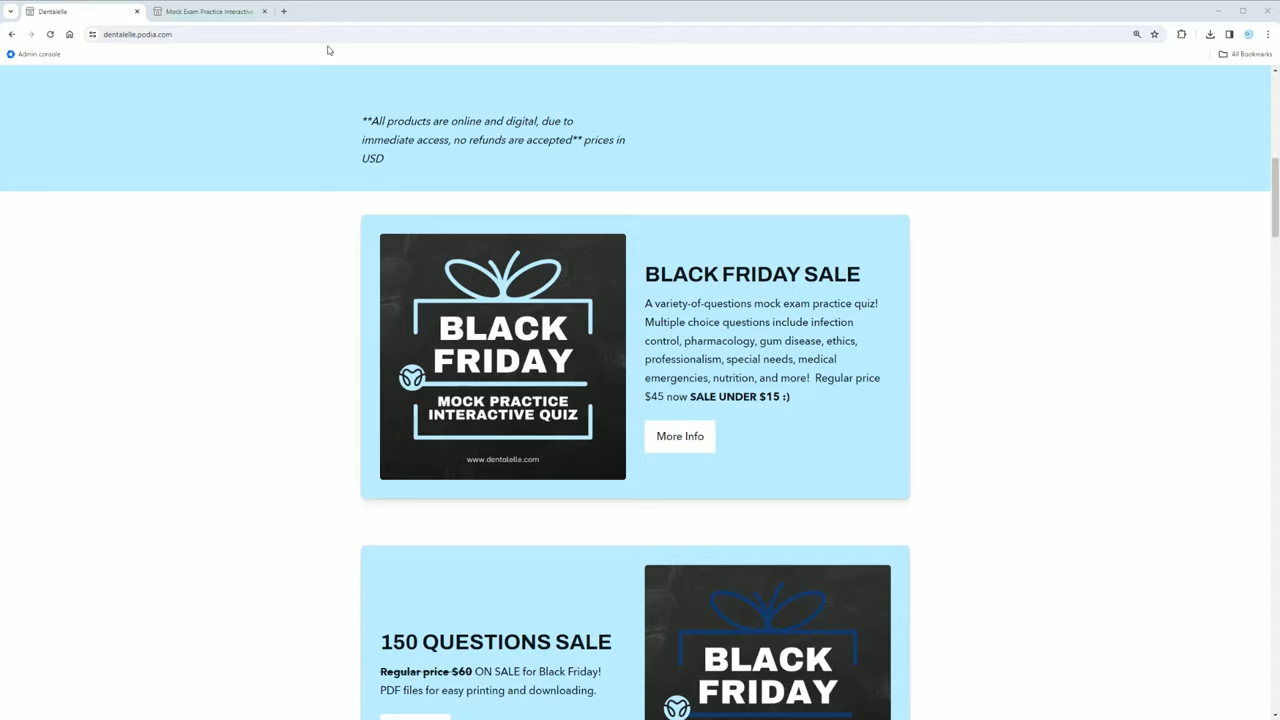 Dentalelle
Mock Exam Practice Interactive
dentalelle.podia.com
Admin console
All Bookmarks
**All products are online and digital, due to
immediate access, no refunds are accepted** prices in
USD
BLACK
FRIDAY
MOCK PRACTICE
INTERACTIVE QUIZ
www.dentalelle.com
BLACK FRIDAY SALE
A variety-of-questions mock exam practice quiz!
Multiple choice questions include infection
control, pharmacology, gum disease, ethics,
professionalism, special needs, medical
emergencies, nutrition, and more!  Regular price
$45 now SALE UNDER $15 :)
More Info
150 QUESTIONS SALE
Regular price $60 ON SALE for Black Friday!
PDF files for easy printing and downloading.
BLACK
FRIDAY